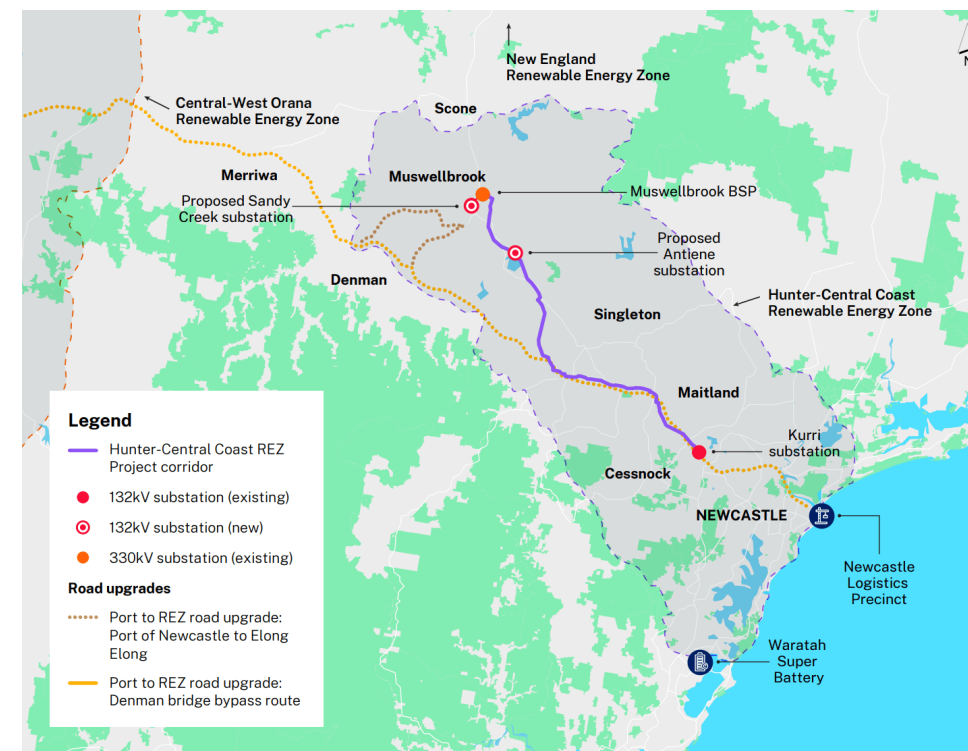 New England
Renewable Energy Zone
N
Central-West Orana
Renewable Energy Zone
Scone
Merriwa
Muswellbrook
Muswellbrook BSP
Proposed Sandy
Creek substation
Proposed
Antiene
substation
Denman
Hunter-Central Coast
Renewable Energy Zone
Singleton
Maitland
Kurri
substation
Cessnock
NEWCASTLE
Newcastle
Logistics
Precinct
Waratah
Super
Battery
Legend
Hunter-Central Coast REZ
Project corridor
132kV substation (existing)
132kV substation (new)
330kV substation (existing)
Road upgrades
Port to REZ road upgrade:
Port of Newcastle to Elong
Elong
Port to REZ road upgrade:
Denman bridge bypass route